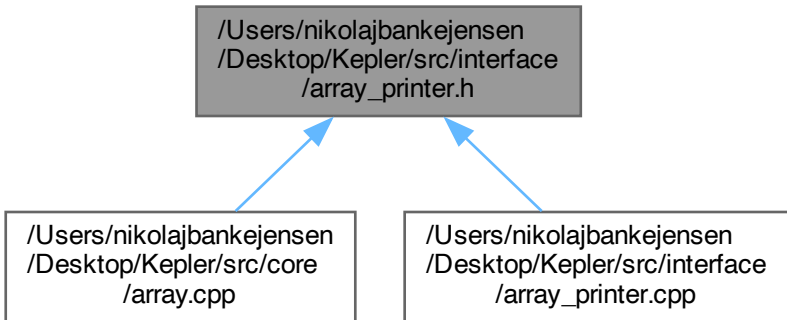 /Users/nikolajbankejensen
/Desktop/Kepler/src/interface
/array_printer.h
/Users/nikolajbankejensen
/Desktop/Kepler/src/core
/array.cpp
/Users/nikolajbankejensen
/Desktop/Kepler/src/interface
/array_printer.cpp